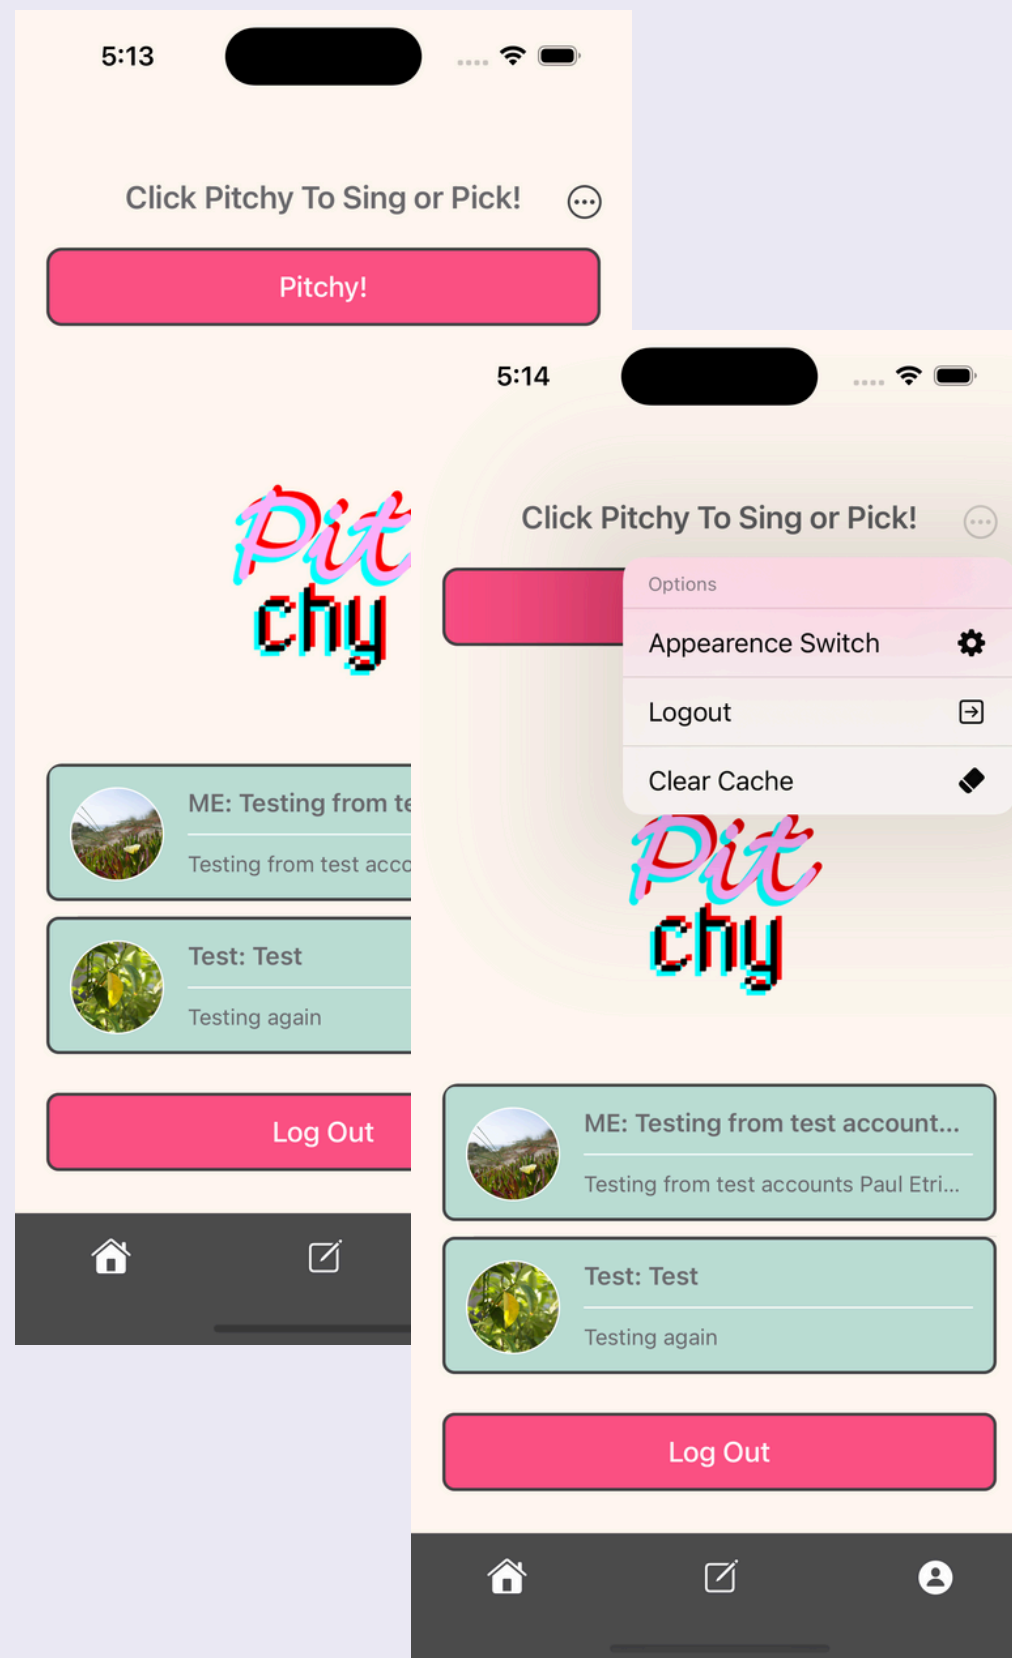 5:13
Click Pitchy To Sing or Pick!
Pitchy!
Pit
chy
ME: Testing from te
Testing from test acco
Test: Test
Testing again
Log Out
5:14
Click Pitchy To Sing or Pick!
Options
Appearence Switch
Logout
Clear Cache
Pit
chy
ME: Testing from test account...
Testing from test accounts Paul Etri...
Test: Test
Testing again
Log Out